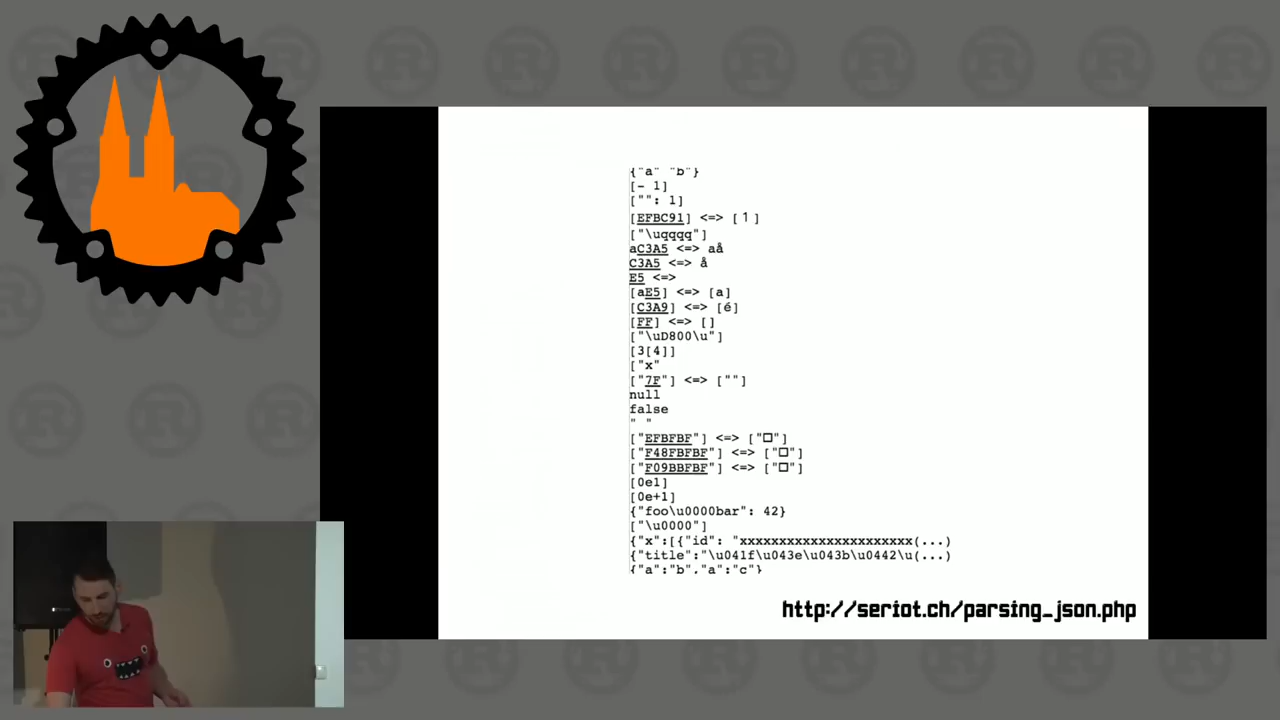 {"a" "b"}
[- 1]
["": 1]
[EFBC91] <=> [１]
["\uqqqq"]
aC3A5 <=> aå
C3A5 <=> å
E5 <=>
[aE5] <=> [a]
[C3A9] <=> [é]
[FF] <=> []
["\uD800\u"]
[3[4]]
["x"
["7F"] <=> [""]
null
false
" "
["EFBFBF"] <=> ["□"]
["F48FBFBF"] <=> ["□"]
["F09BBFBF"] <=> ["□"]
[0e1]
[0e+1]
{"foo\u0000bar": 42}
["\u0000"]
{"x":[{"id": "xxxxxxxxxxxxxxxxxxxxxx(...)
{"title":"\u041f\u043e\u043b\u0442\u(...)
{"a":"b","a":"c"}
http://seriot.ch/parsing_json.php